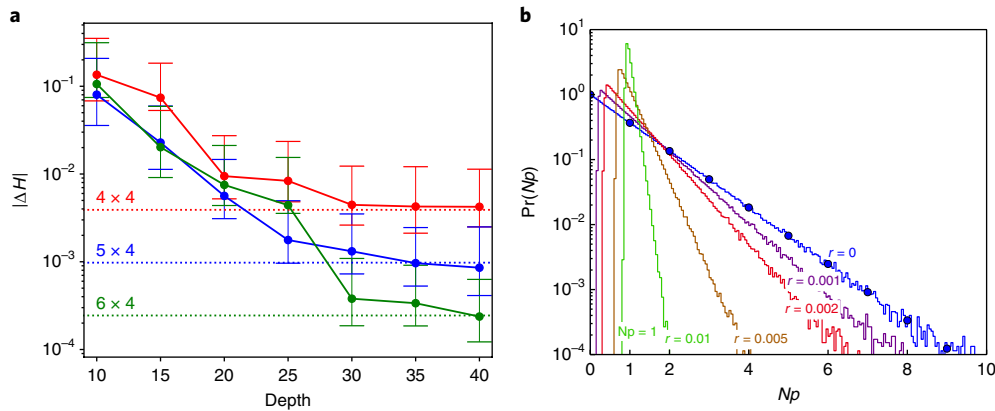 a
|ΔH|
10⁻¹
10⁻²
10⁻³
10⁻⁴
4 × 4
5 × 4
6 × 4
10 15 20 25 30 35 40
Depth
b
Pr(Np)
10¹
10⁰
10⁻¹
10⁻²
10⁻³
10⁻⁴
r = 0
r = 0.001
r = 0.002
Np = 1
r = 0.01
r = 0.005
0 1 2 4 6 8 10
Np